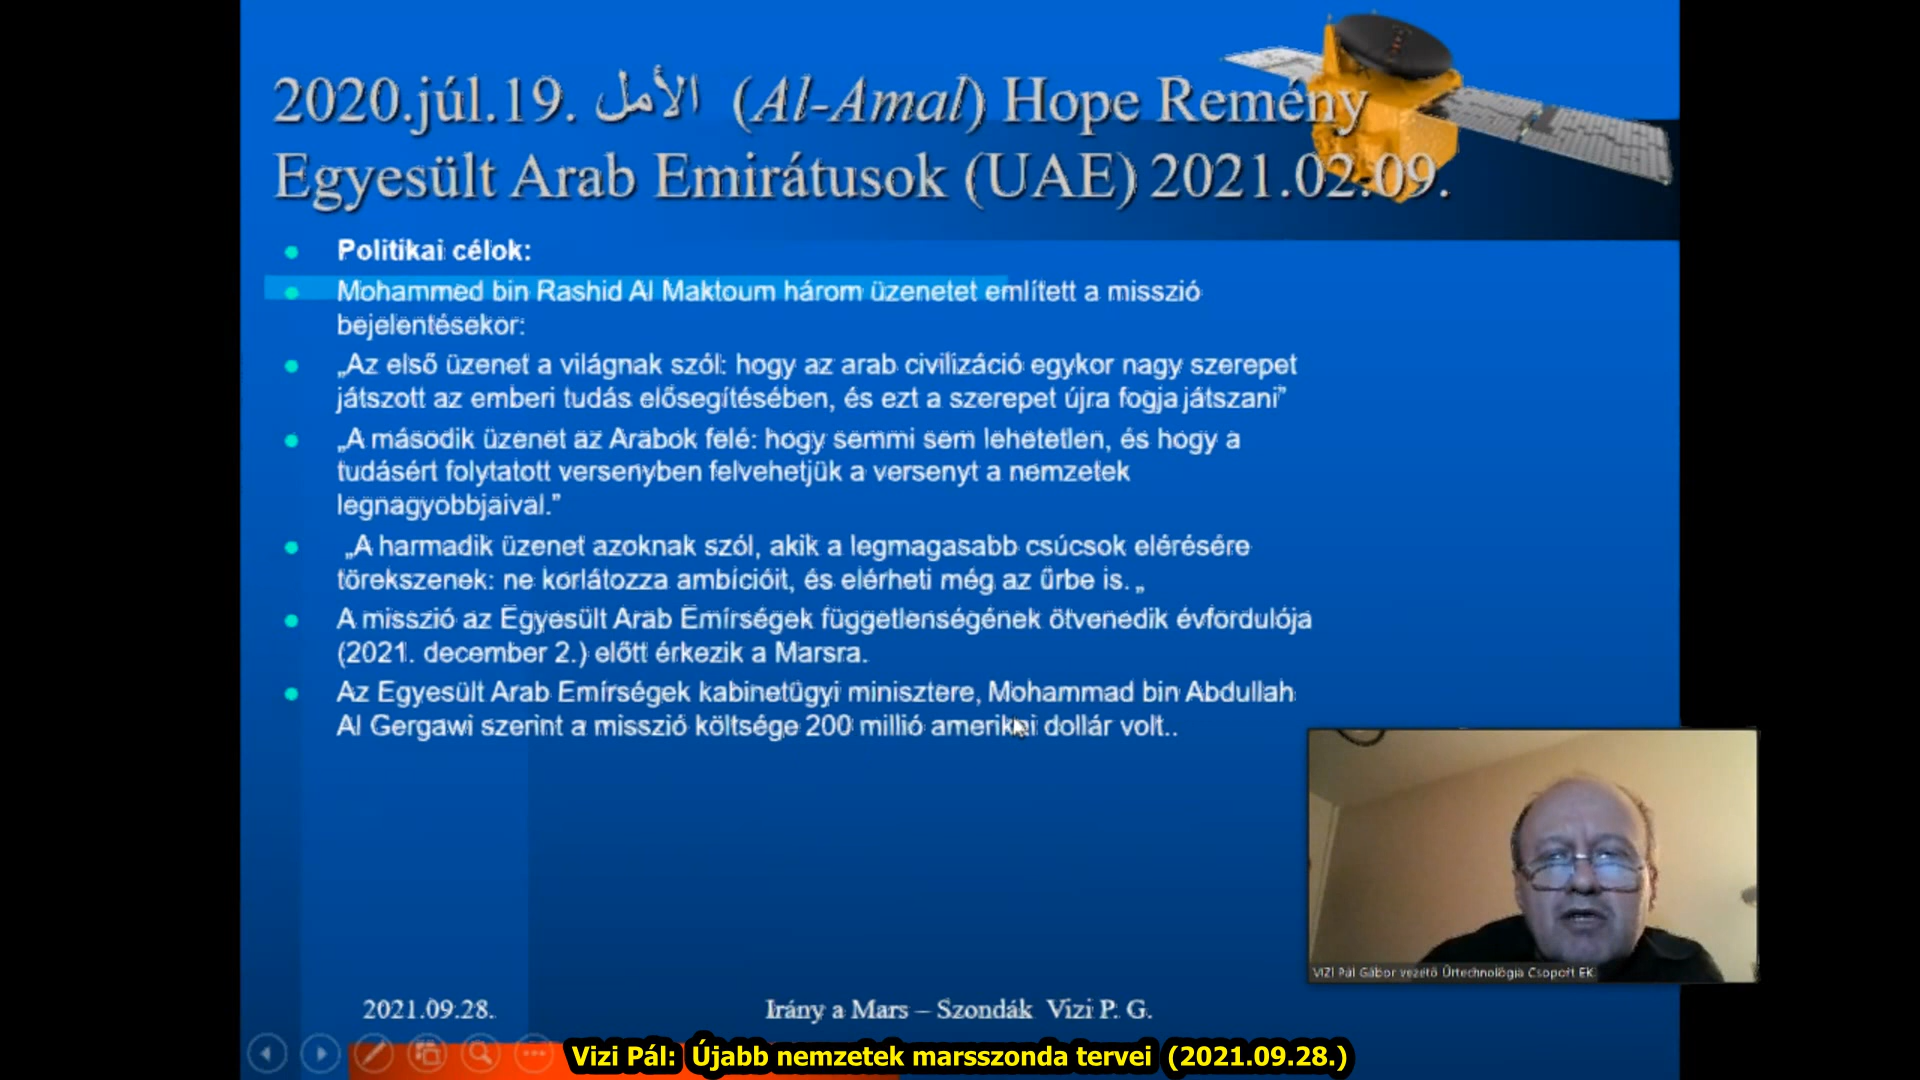 2020.júl.19. الأمل (Al-Amal) Hope Remény
Egyesült Arab Emirátusok (UAE) 2021.02.09.
Politikai célok:
Mohammed bin Rashid Al Maktoum három üzenetet említett a misszió
bejelentésekor:
„Az első üzenet a világnak szól: hogy az arab civilizáció egykor nagy szerepet
játszott az emberi tudás elősegítésében, és ezt a szerepet újra fogja játszani”
„A második üzenet az Arabok felé: hogy semmi sem lehetetlen, és hogy a
tudásért folytatott versenyben felvehetjük a versenyt a nemzetek
legnagyobbjaival.”
„A harmadik üzenet azoknak szól, akik a legmagasabb csúcsok elérésére
törekszenek: ne korlátozza ambícióit, és elérheti még az űrbe is. „
A misszió az Egyesült Arab Emírségek függetlenségének ötvenedik évfordulója
(2021. december 2.) előtt érkezik a Marsra.
Az Egyesült Arab Emírségek kabinetügyi minisztere, Mohammad bin Abdullah
Al Gergawi szerint a misszió költsége 200 millió amerikai dollár volt..
VIZI Pál Gábor vezető Űrtechnológia Csoport EK
2021.09.28. Irány a Mars – Szondák Vizi P. G.
Vizi Pál: Újabb nemzetek marsszonda tervei (2021.09.28.)